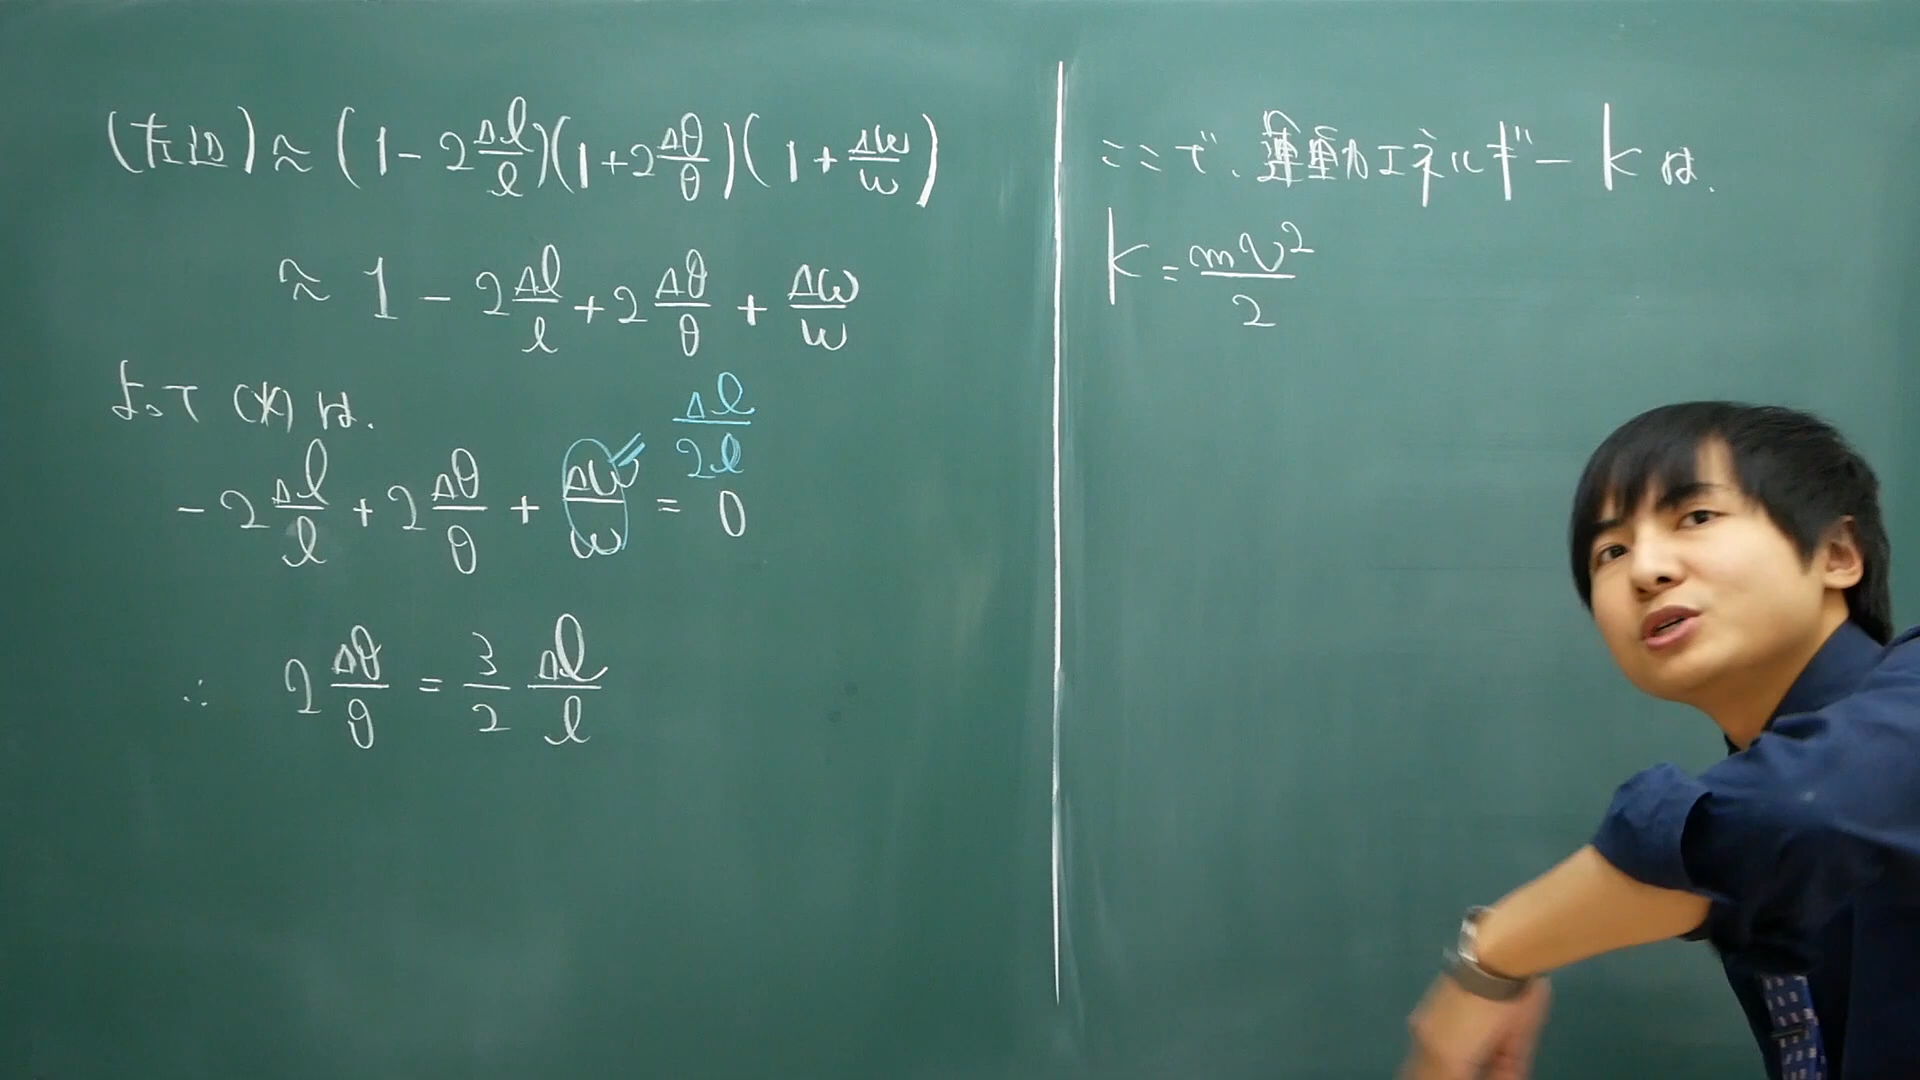 (左辺) ≈ (1 - 2 Δl/l)(1 + 2 Δθ/θ)(1 + Δω/ω)
≈ 1 - 2 Δl/l + 2 Δθ/θ + Δω/ω
よって (*) は、
Δl/2l
- 2 Δl/l + 2 Δθ/θ + Δω/ω = 0
∴ 2 Δθ/θ = 3/2 Δl/l
ここで、運動エネルギー K は、
K = mv²/2